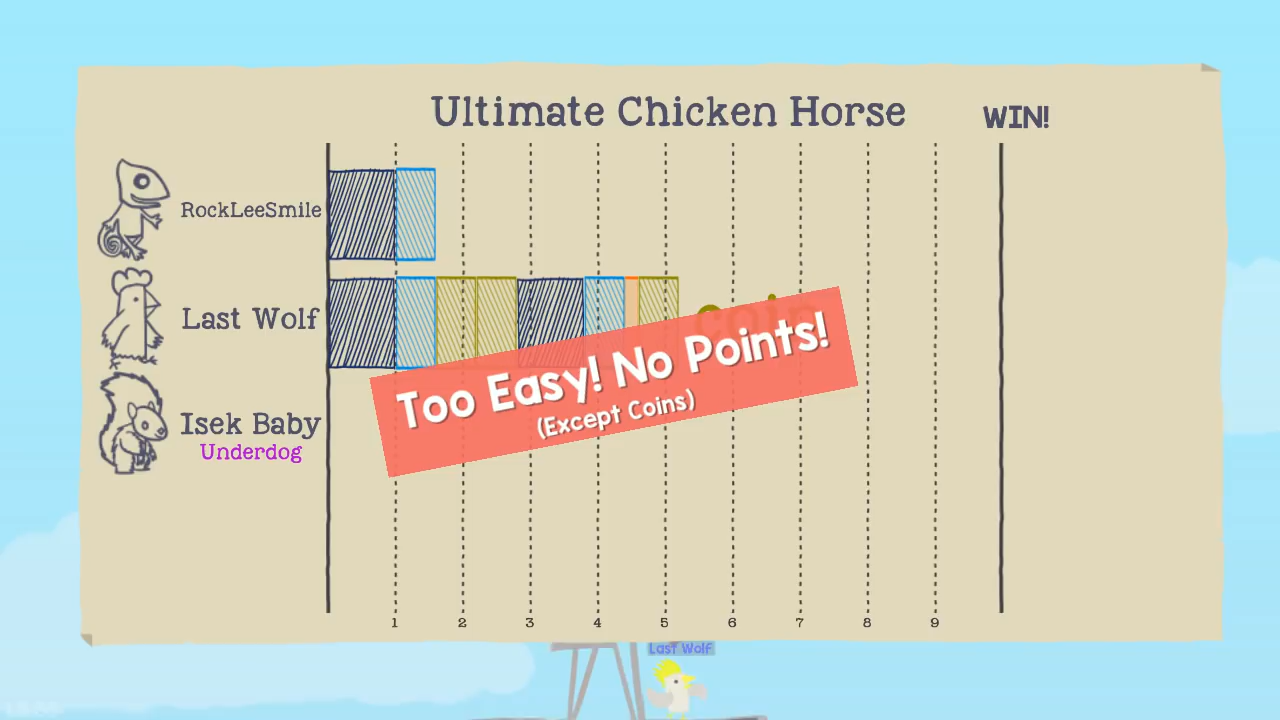 Ultimate Chicken Horse
WIN!
RockLeeSmile
Last Wolf
coin
Too Easy! No Points!
(Except Coins)
Isek Baby
Underdog
1 2 3 4 5 6 7 8 9
Last Wolf